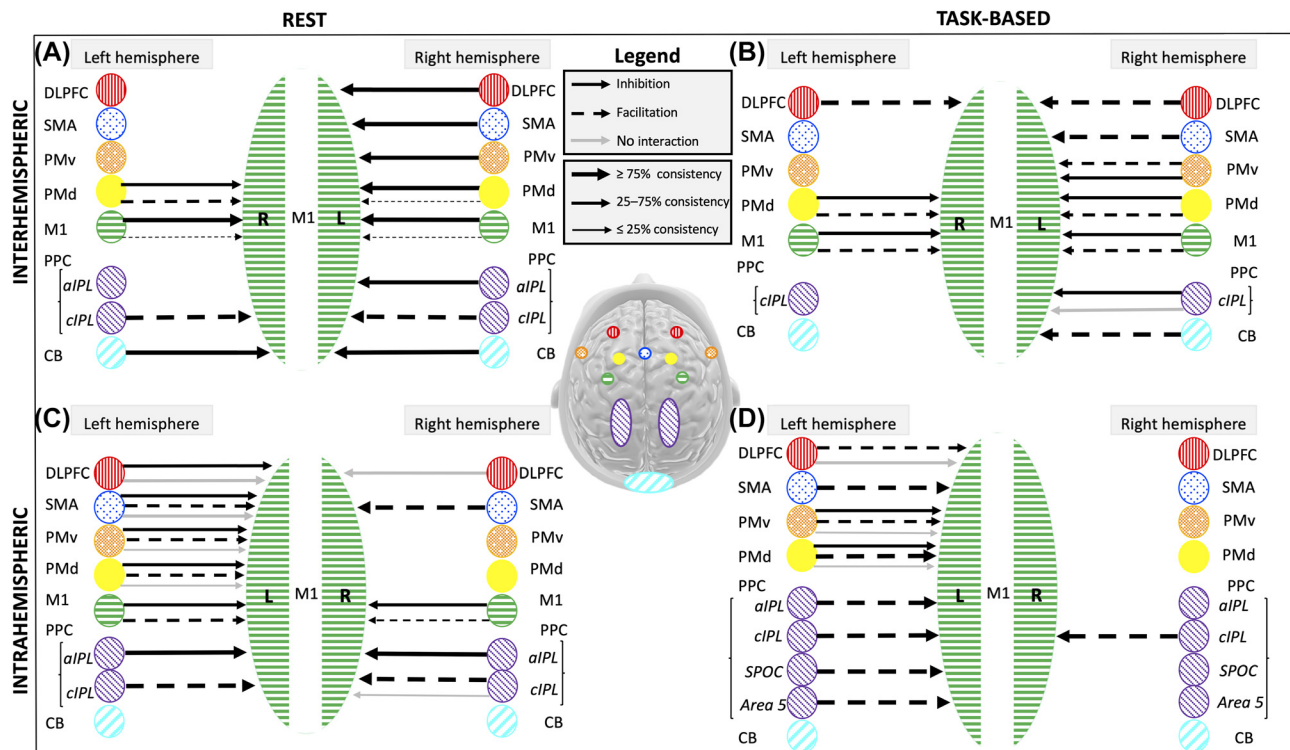 REST
TASK-BASED
INTERHEMISPHERIC
INTRAHEMISPHERIC
(A)
Left hemisphere
Right hemisphere
DLPFC
SMA
PMv
PMd
M1
PPC
aIPL
cIPL
CB
R
M1
L
DLPFC
SMA
PMv
PMd
M1
PPC
aIPL
cIPL
CB
Legend
Inhibition
Facilitation
No interaction
≥ 75% consistency
25–75% consistency
≤ 25% consistency
(B)
Left hemisphere
Right hemisphere
DLPFC
SMA
PMv
PMd
M1
PPC
cIPL
CB
R
M1
L
DLPFC
SMA
PMv
PMd
M1
PPC
cIPL
CB
(C)
Left hemisphere
Right hemisphere
DLPFC
SMA
PMv
PMd
M1
PPC
aIPL
cIPL
CB
L
M1
R
DLPFC
SMA
PMv
PMd
M1
PPC
aIPL
cIPL
CB
(D)
Left hemisphere
Right hemisphere
DLPFC
SMA
PMv
PMd
PPC
aIPL
cIPL
SPOC
Area 5
CB
L
M1
R
DLPFC
SMA
PMv
PMd
PPC
aIPL
cIPL
SPOC
Area 5
CB